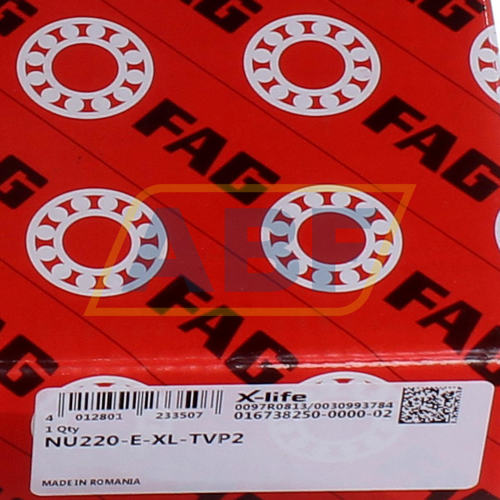 FAG
FAG
FAG
FAG
FAG
ABF
X-life
4 012801 233507
0097R0813/0030993784
016738250-0000-02
1 Qty
NU220-E-XL-TVP2
MADE IN ROMANIA